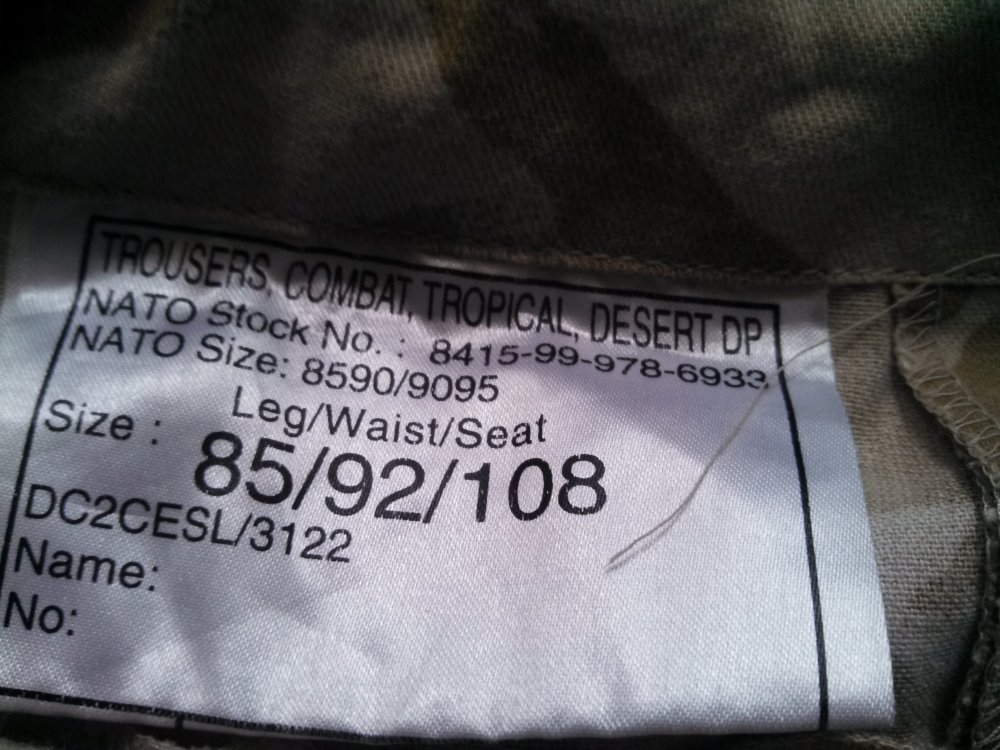 TROUSERS, COMBAT, TROPICAL, DESERT DP
NATO Stock No. : 8415-99-978-6933
NATO Size: 8590/9095
Leg/Waist/Seat
Size : 85/92/108
DC2CESL/3122
Name:
No: